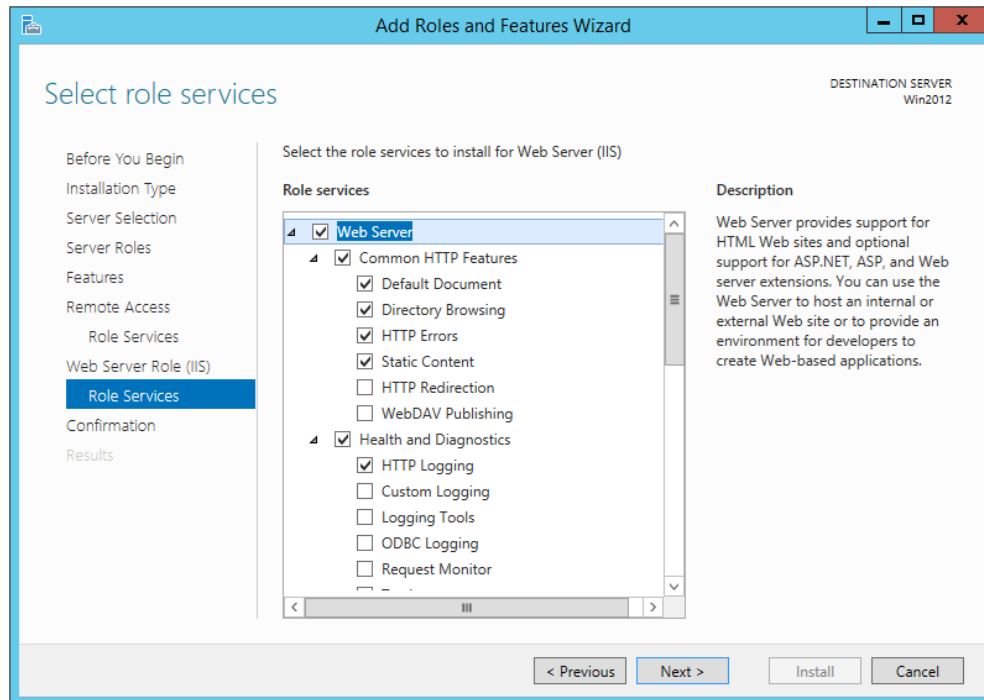 Add Roles and Features Wizard
Select role services
DESTINATION SERVER
Win2012
Before You Begin
Installation Type
Server Selection
Server Roles
Features
Remote Access
Role Services
Web Server Role (IIS)
Role Services
Confirmation
Results
Select the role services to install for Web Server (IIS)
Role services
Web Server
Common HTTP Features
Default Document
Directory Browsing
HTTP Errors
Static Content
HTTP Redirection
WebDAV Publishing
Health and Diagnostics
HTTP Logging
Custom Logging
Logging Tools
ODBC Logging
Request Monitor
Description
Web Server provides support for
HTML Web sites and optional
support for ASP.NET, ASP, and Web
server extensions. You can use the
Web Server to host an internal or
external Web site or to provide an
environment for developers to
create Web-based applications.
< Previous
Next >
Install
Cancel